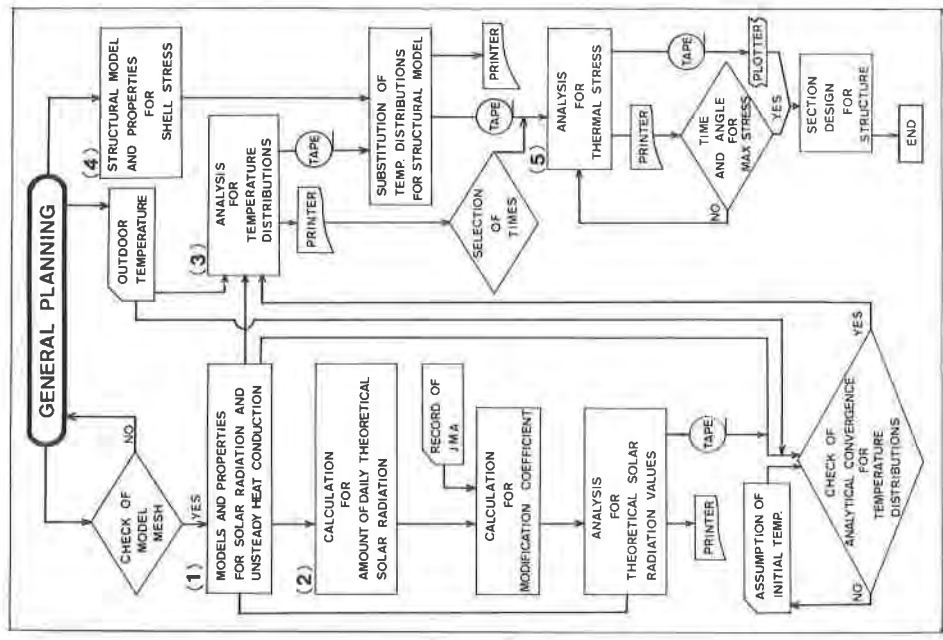 GENERAL PLANNING
CHECK OF
MODEL
MESH
NO
YES
(1)
MODELS AND PROPERTIES
FOR SOLAR RADIATION AND
UNSTEADY HEAT CONDUCTION
(2)
CALCULATION
FOR
AMOUNT OF DAILY THEORETICAL
SOLAR RADIATION
RECORD OF
JMA
CALCULATION
FOR
MODIFICATION COEFFICIENT
ANALYSIS
FOR
THEORETICAL SOLAR
RADIATION VALUES
PRINTER
TAPE
ASSUMPTION OF
INITIAL TEMP.
CHECK OF
ANALYTICAL CONVERGENCE
FOR
TEMPERATURE
DISTRIBUTIONS
NO
YES
OUTDOOR
TEMPERATURE
(3)
ANALYSIS
FOR
TEMPERATURE
DISTRIBUTIONS
PRINTER
TAPE
SELECTION
OF
TIMES
(4)
STRUCTURAL MODEL
AND PROPERTIES
FOR
SHELL STRESS
SUBSTITUTION OF
TEMP. DISTRIBUTIONS
FOR STRUCTURAL MODEL
TAPE
PRINTER
(5)
ANALYSIS
FOR
THERMAL STRESS
PRINTER
TAPE
PLOTTER
TIME
AND ANGLE
FOR
MAX STRESS
NO
YES
SECTION
DESIGN
FOR
STRUCTURE
END